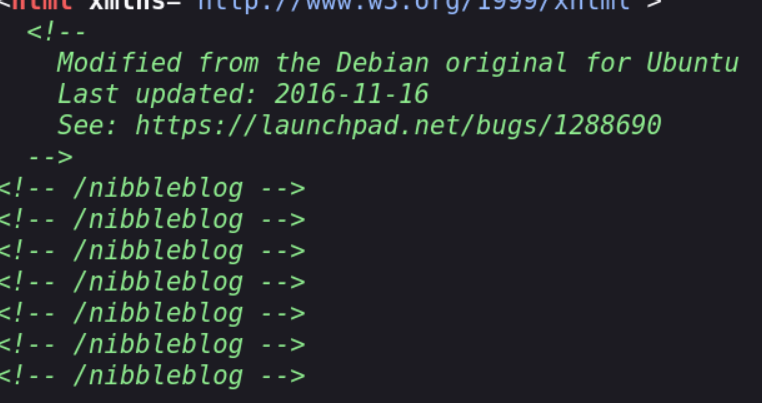 <html xmlns="http://www.w3.org/1999/xhtml">
<!--
Modified from the Debian original for Ubuntu
Last updated: 2016-11-16
See: https://launchpad.net/bugs/1288690
-->
<!-- /nibbleblog -->
<!-- /nibbleblog -->
<!-- /nibbleblog -->
<!-- /nibbleblog -->
<!-- /nibbleblog -->
<!-- /nibbleblog -->
<!-- /nibbleblog -->